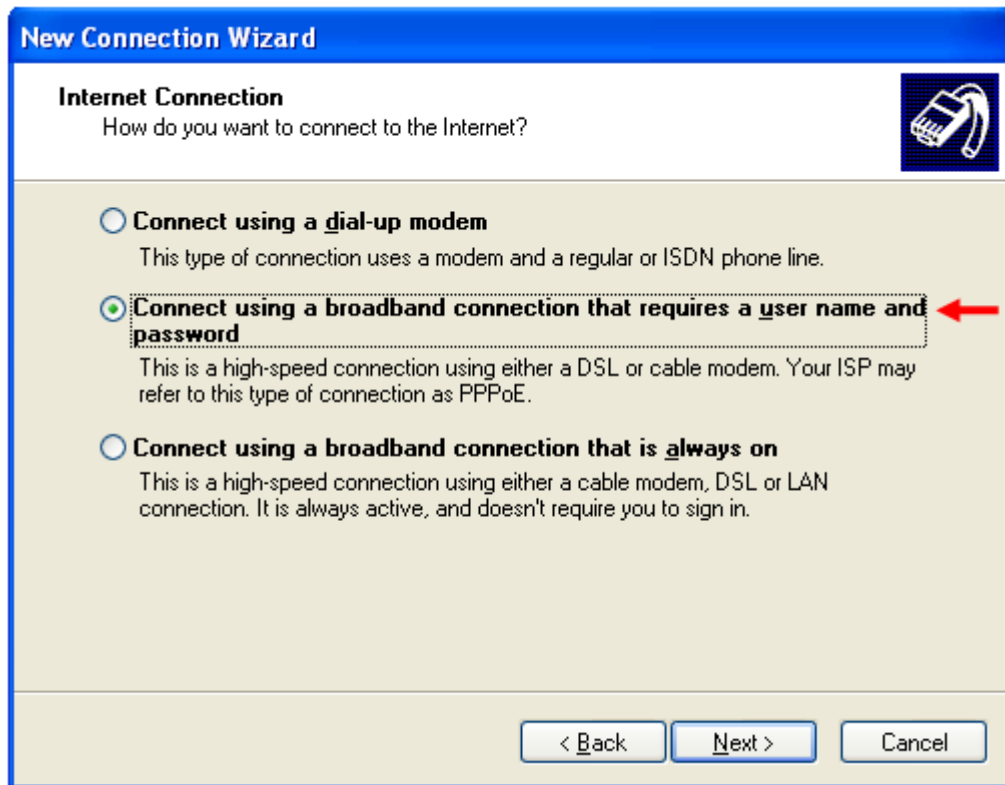 New Connection Wizard
Internet Connection
How do you want to connect to the Internet?
Connect using a dial-up modem
This type of connection uses a modem and a regular or ISDN phone line.
Connect using a broadband connection that requires a user name and
password
This is a high-speed connection using either a DSL or cable modem. Your ISP may
refer to this type of connection as PPPoE.
Connect using a broadband connection that is always on
This is a high-speed connection using either a cable modem, DSL or LAN
connection. It is always active, and doesn't require you to sign in.
< Back Next > Cancel